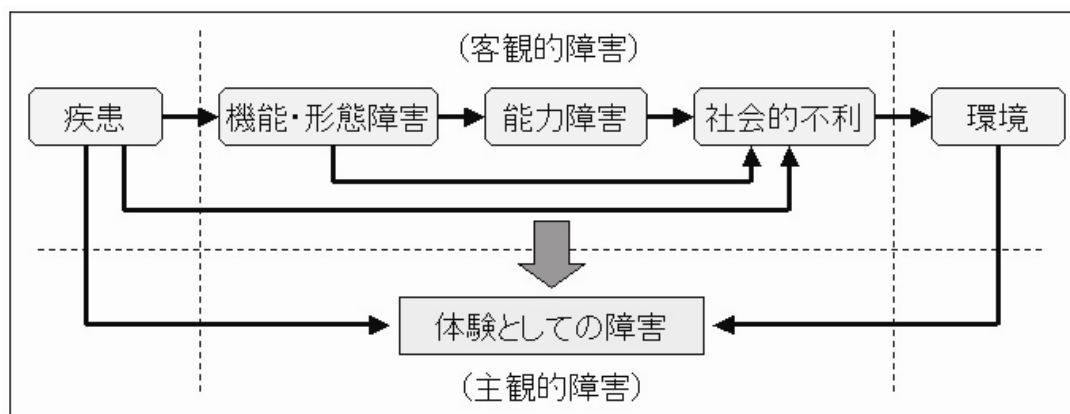 (客観的障害)
疾患
機能・形態障害
能力障害
社会的不利
環境
体験としての障害
(主観的障害)